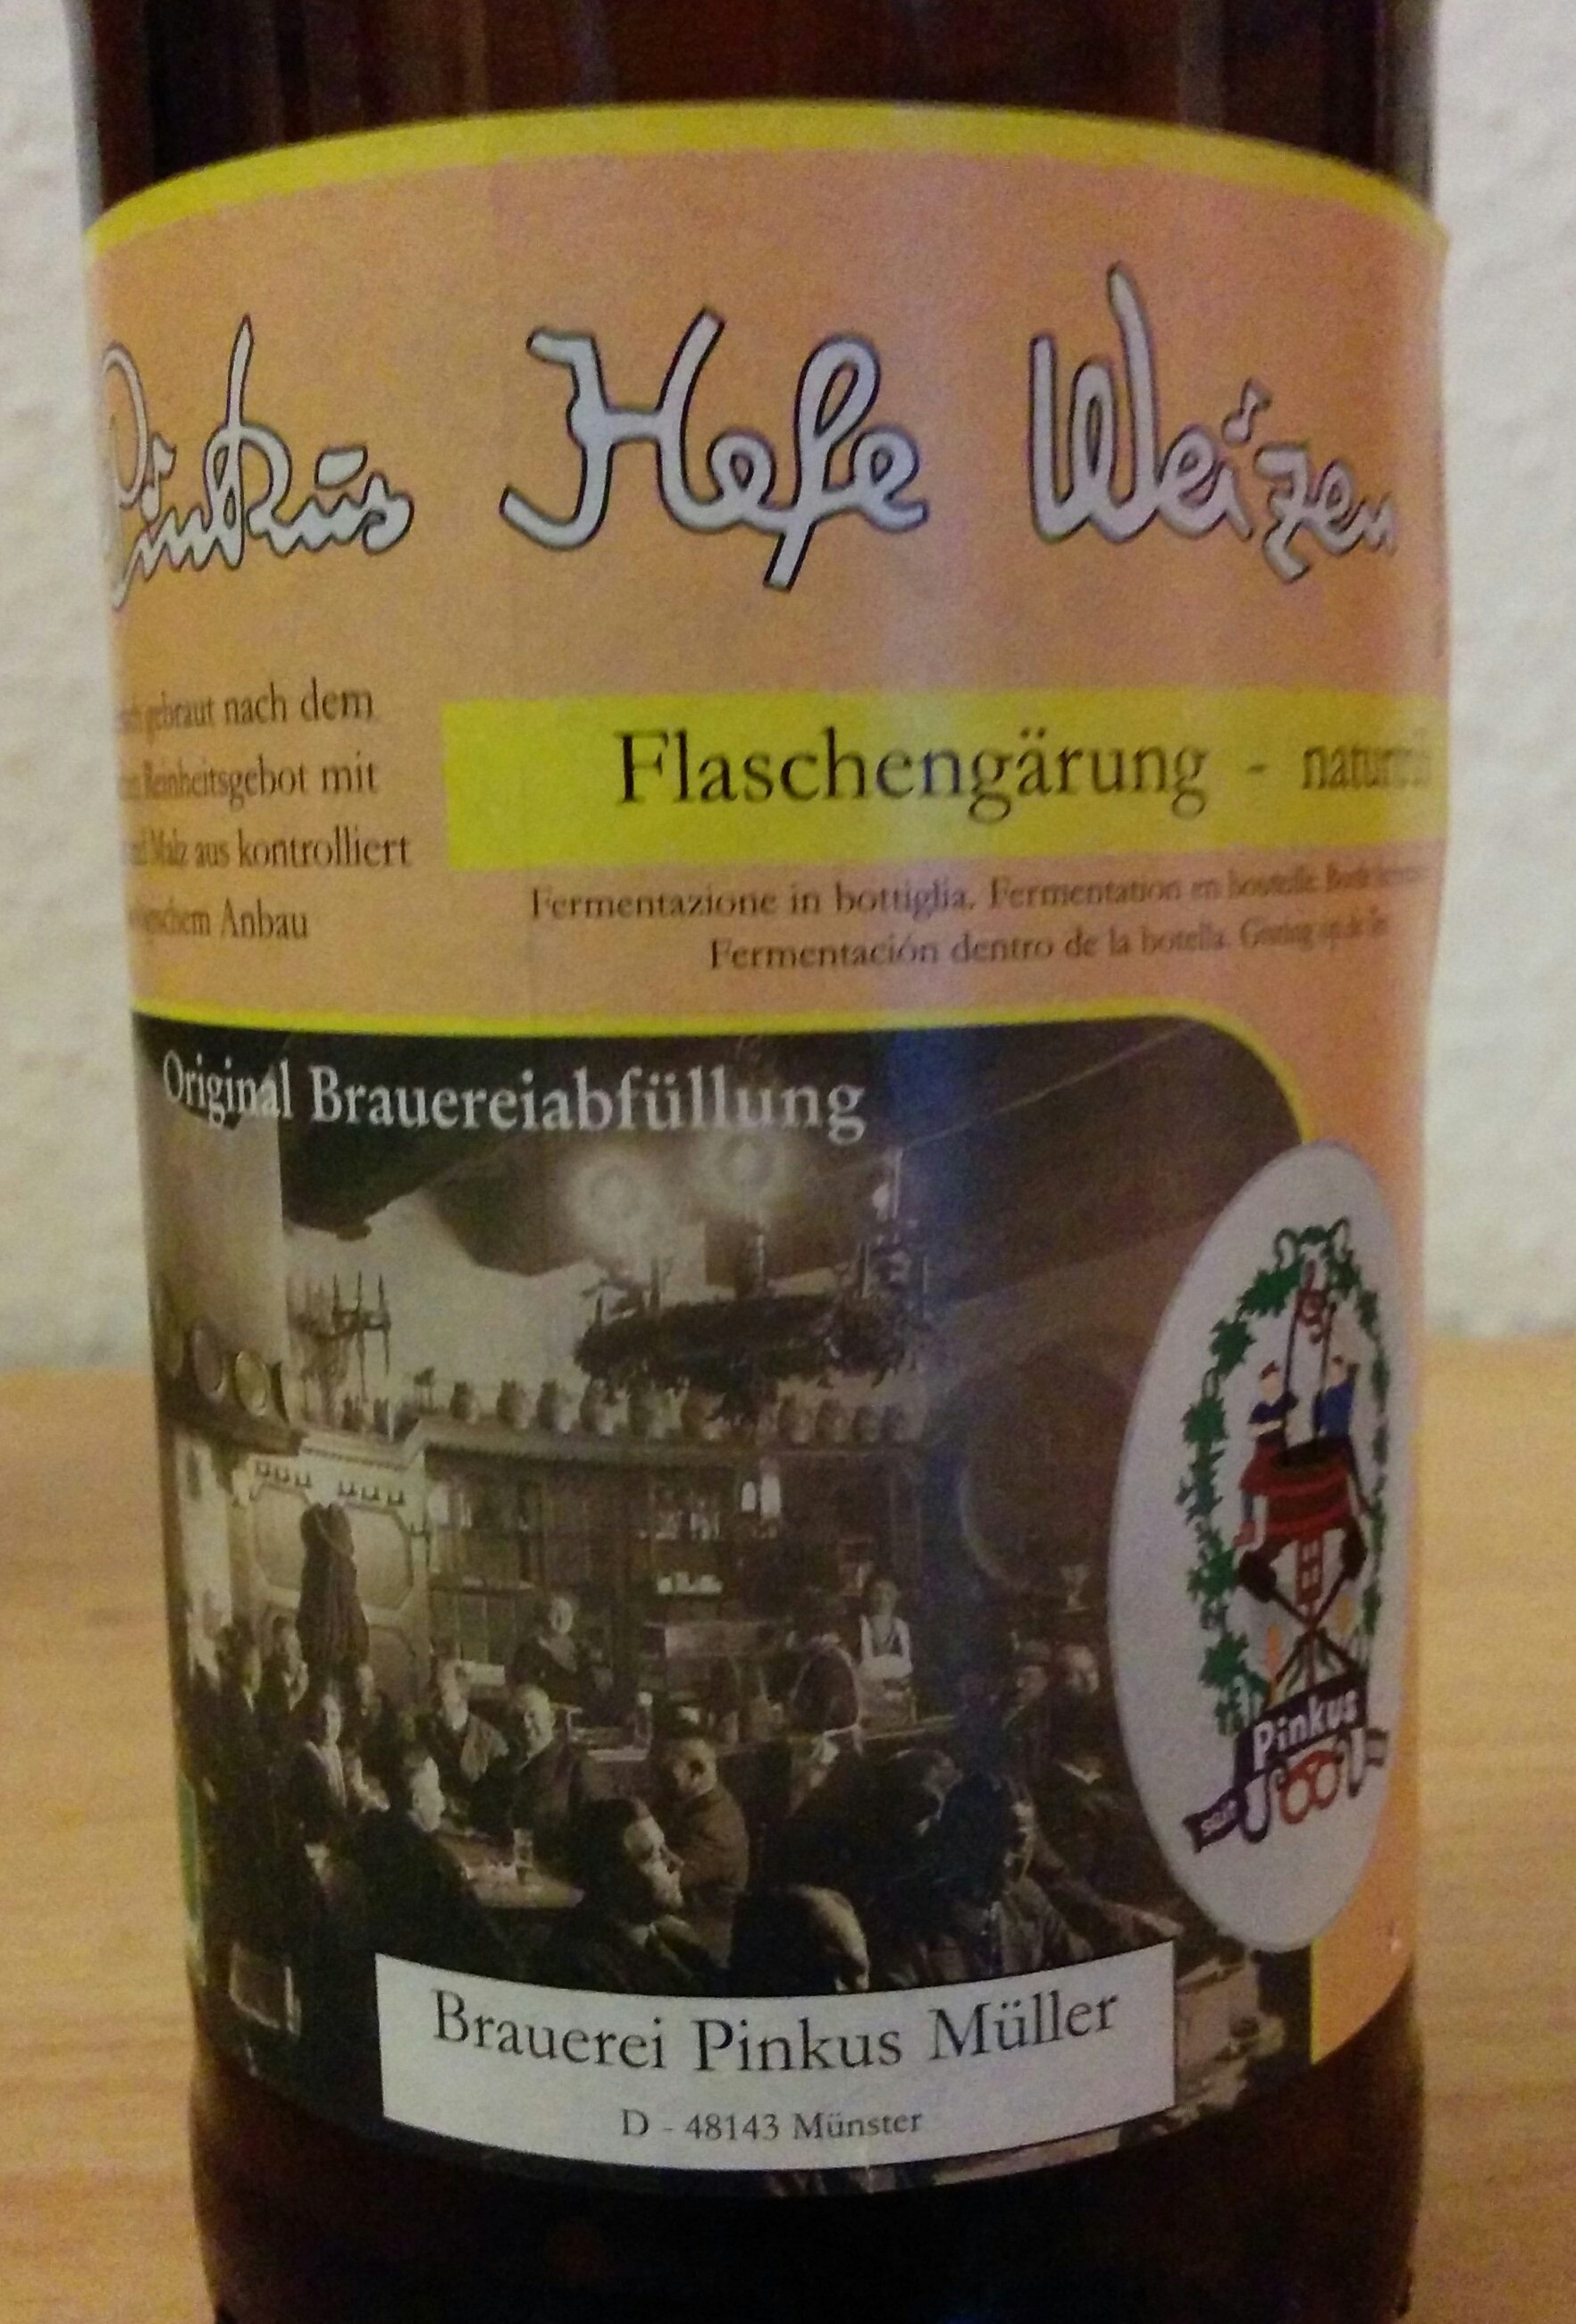 Pinkus Hefe Weizen
gebraut nach dem
Reinheitsgebot mit
Malz aus kontrolliert
Anbau
Flaschengärung -
Fermentazione in bottiglia. Fermentation en bouteille.
Fermentación dentro de la botella.
Original Brauereiabfüllung
Pinkus
Brauerei Pinkus Müller
D - 48143 Münster